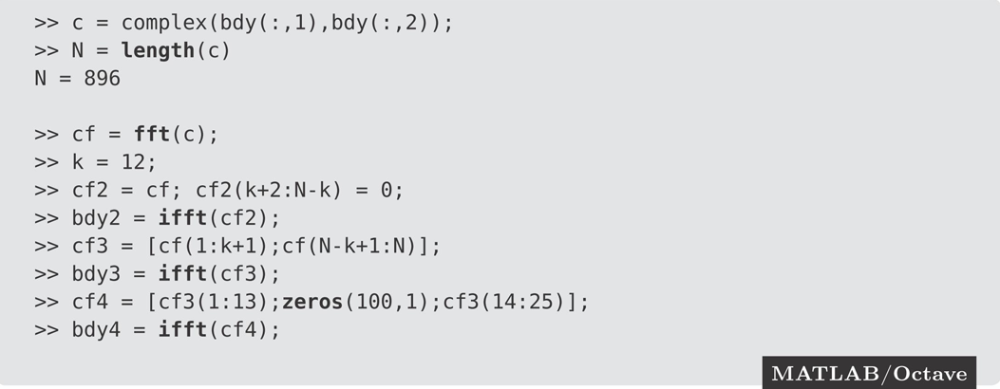 >> c = complex(bdy(:,1),bdy(:,2));
>> N = length(c)
N = 896
>> cf = fft(c);
>> k = 12;
>> cf2 = cf; cf2(k+2:N-k) = 0;
>> bdy2 = ifft(cf2);
>> cf3 = [cf(1:k+1);cf(N-k+1:N)];
>> bdy3 = ifft(cf3);
>> cf4 = [cf3(1:13);zeros(100,1);cf3(14:25)];
>> bdy4 = ifft(cf4);
MATLAB/Octave